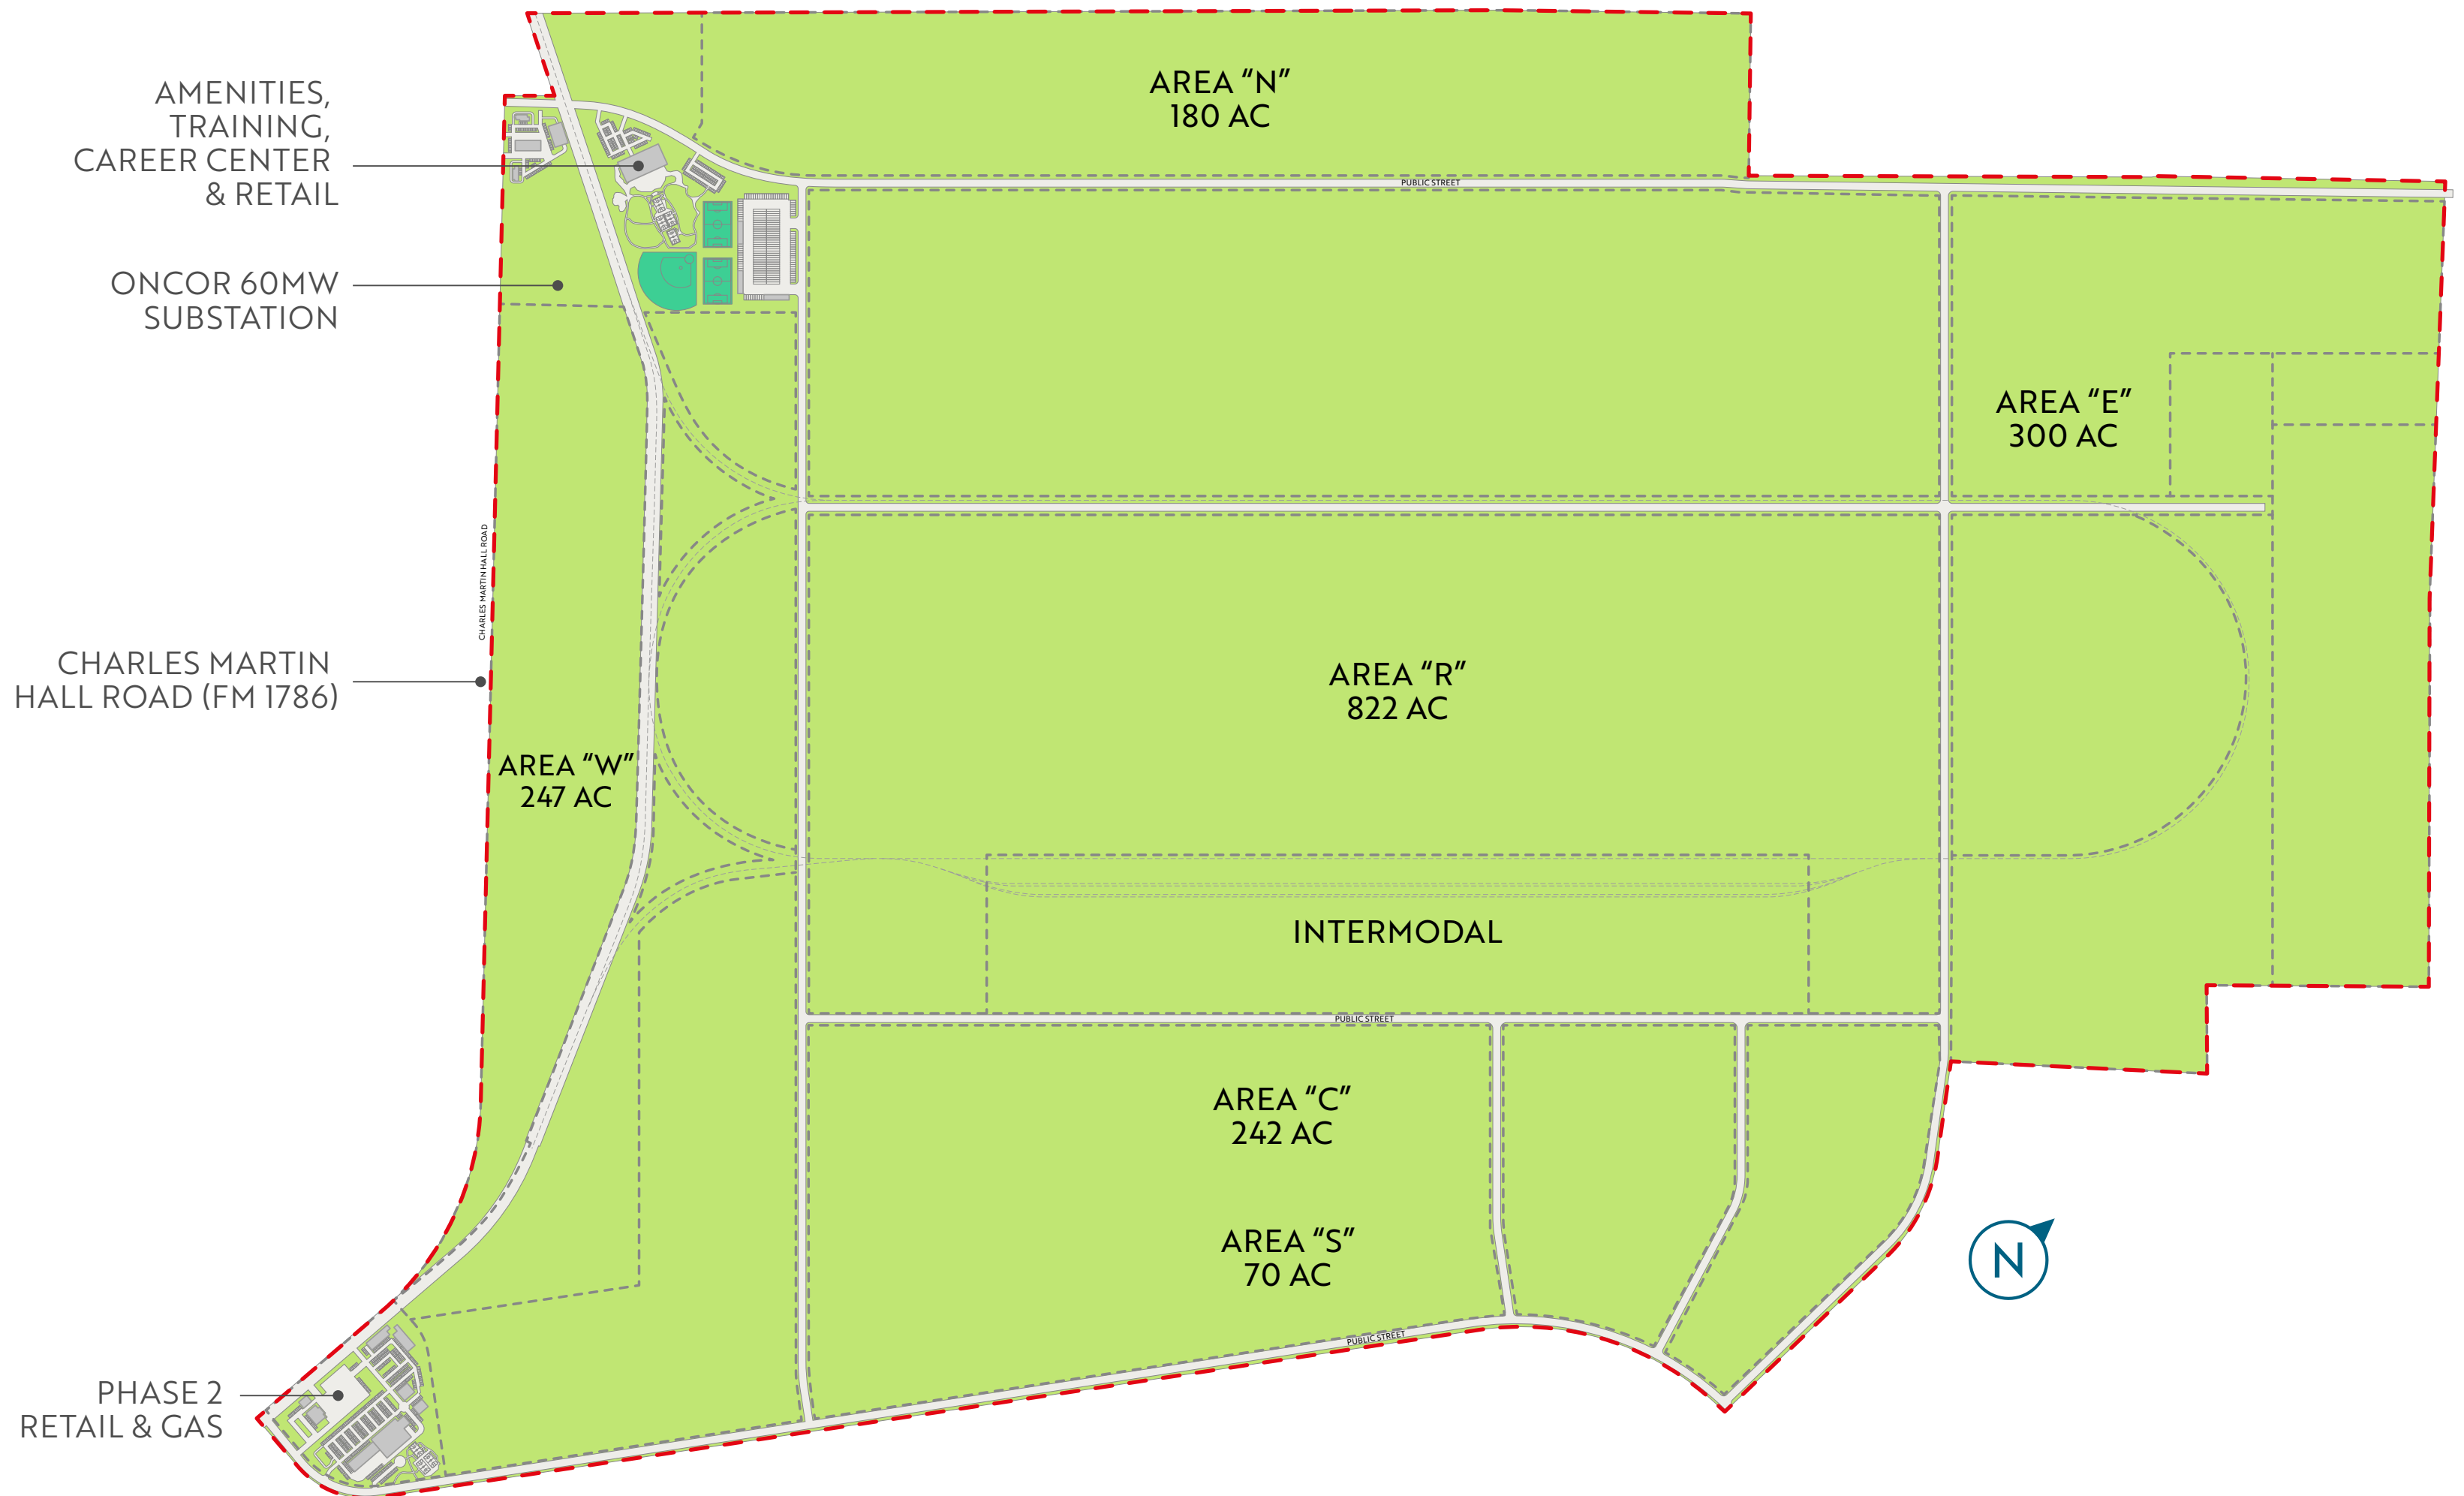 AREA “N”
180 AC
AMENITIES,
TRAINING,
CAREER CENTER
& RETAIL
PUBLIC STREET
ONCOR 60MW
SUBSTATION
AREA “E”
300 AC
CHARLES MARTIN HALL ROAD
CHARLES MARTIN
HALL ROAD (FM 1786)
AREA “R”
822 AC
AREA “W”
247 AC
INTERMODAL
PUBLIC STREET
AREA “C”
242 AC
AREA “S”
70 AC
N
PUBLIC STREET
PHASE 2
RETAIL & GAS